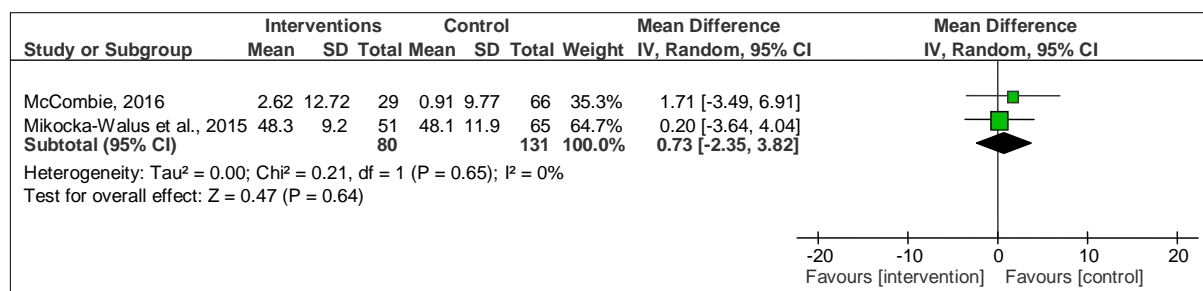 Interventions Control Mean Difference Mean Difference
Study or Subgroup Mean SD Total Mean SD Total Weight IV, Random, 95% CI IV, Random, 95% CI
McCombie, 2016 2.62 12.72 29 0.91 9.77 66 35.3% 1.71 [-3.49, 6.91]
Mikocka-Walus et al., 2015 48.3 9.2 51 48.1 11.9 65 64.7% 0.20 [-3.64, 4.04]
Subtotal (95% CI) 80 131 100.0% 0.73 [-2.35, 3.82]
Heterogeneity: Tau² = 0.00; Chi² = 0.21, df = 1 (P = 0.65); I² = 0%
Test for overall effect: Z = 0.47 (P = 0.64)
-20 -10 0 10 20
Favours [intervention] Favours [control]